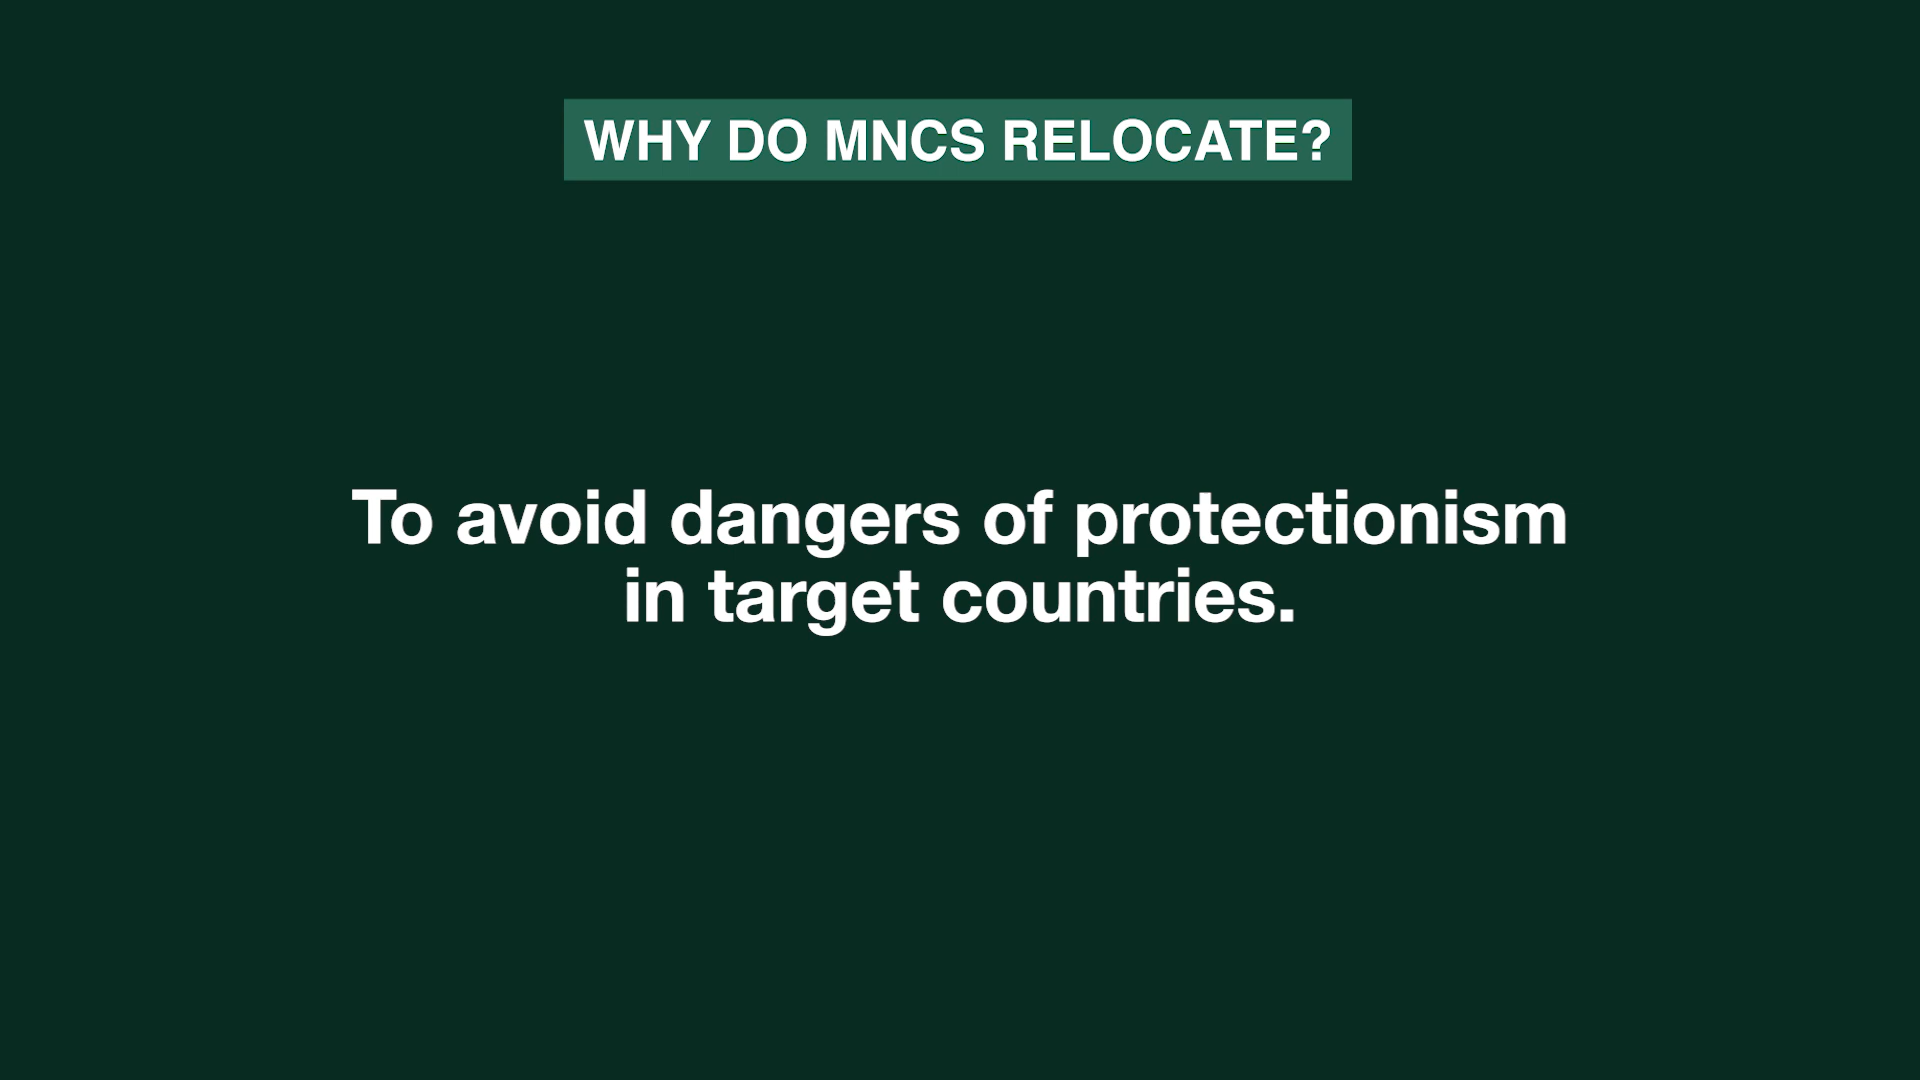 WHY DO MNCS RELOCATE?
To avoid dangers of protectionism
in target countries.